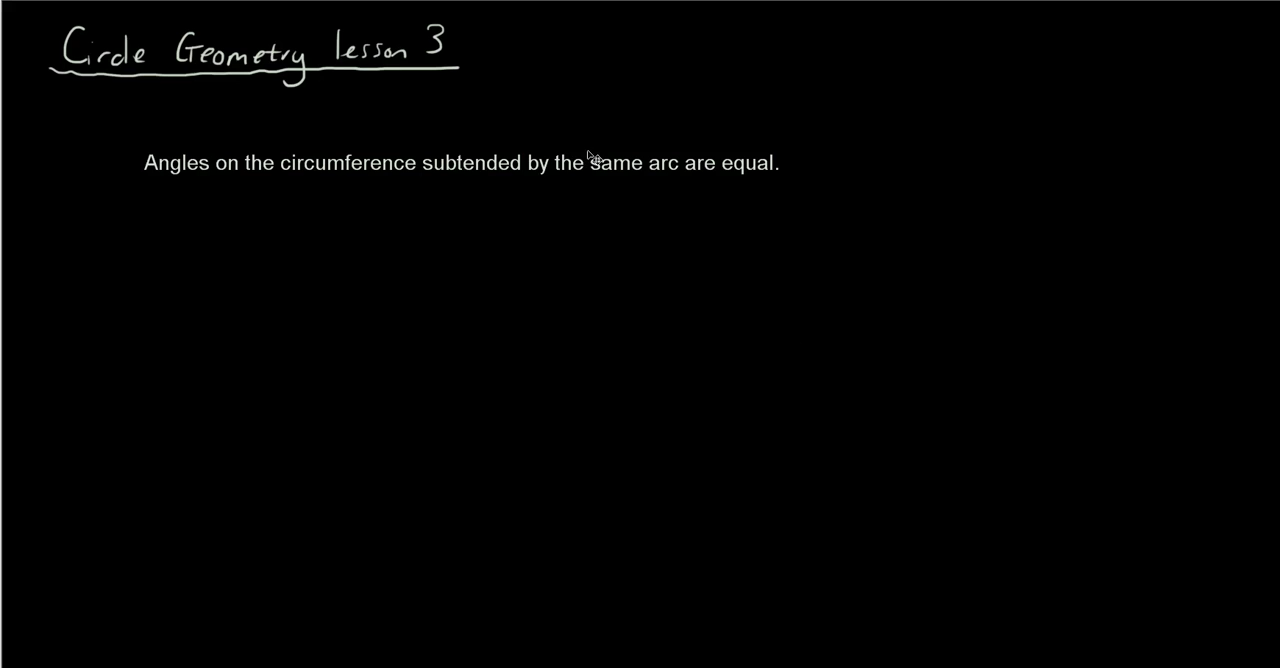 Circle Geometry lesson 3
Angles on the circumference subtended by the same arc are equal.